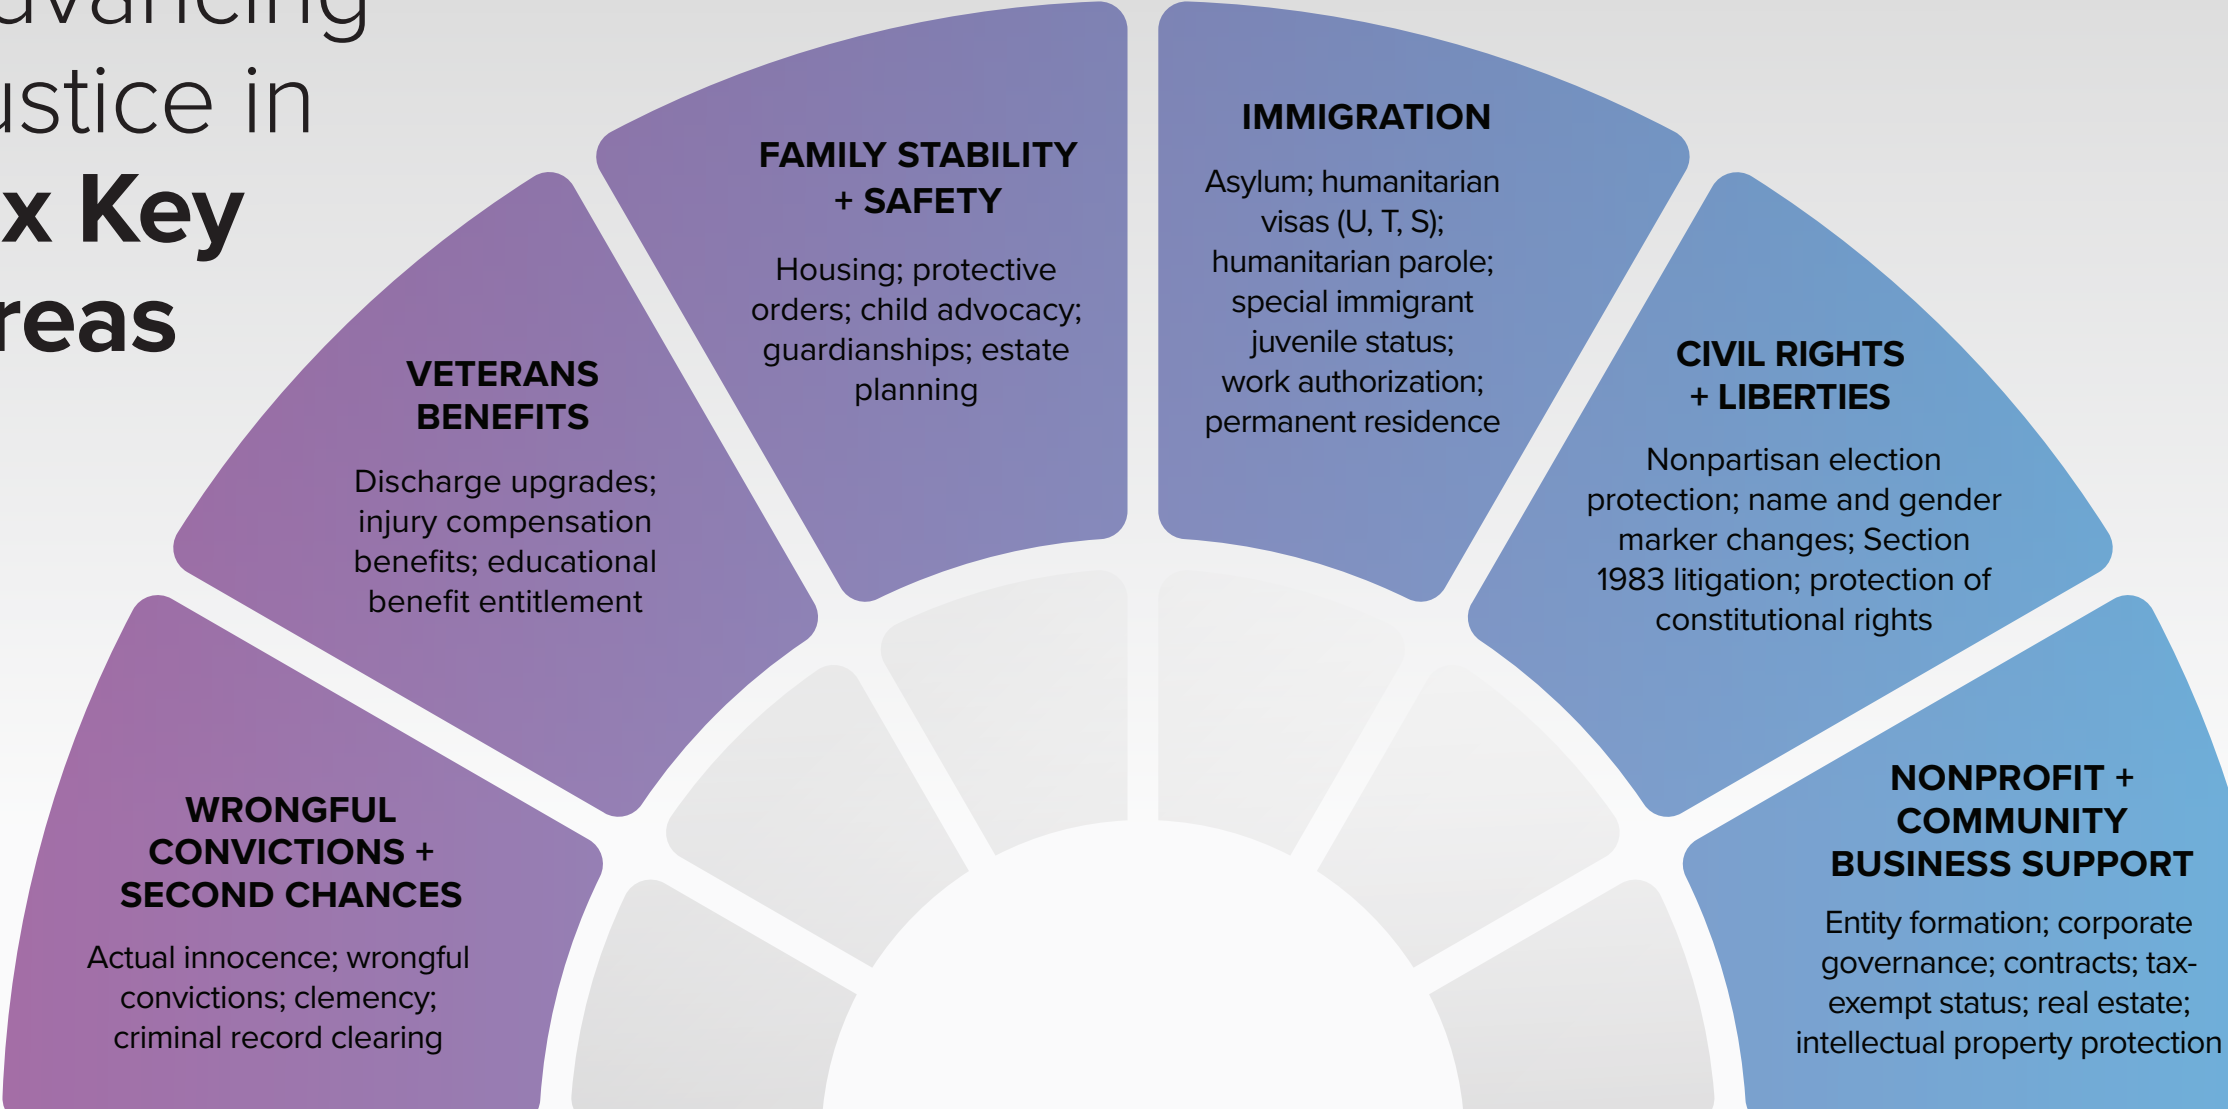 dvancing
ustice in
x Key
reas
WRONGFUL
CONVICTIONS +
SECOND CHANCES
Actual innocence; wrongful
convictions; clemency;
criminal record clearing
VETERANS
BENEFITS
Discharge upgrades;
injury compensation
benefits; educational
benefit entitlement
FAMILY STABILITY
+ SAFETY
Housing; protective
orders; child advocacy;
guardianships; estate
planning
IMMIGRATION
Asylum; humanitarian
visas (U, T, S);
humanitarian parole;
special immigrant
juvenile status;
work authorization;
permanent residence
CIVIL RIGHTS
+ LIBERTIES
Nonpartisan election
protection; name and gender
marker changes; Section
1983 litigation; protection of
constitutional rights
NONPROFIT +
COMMUNITY
BUSINESS SUPPORT
Entity formation; corporate
governance; contracts; tax-
exempt status; real estate;
intellectual property protection